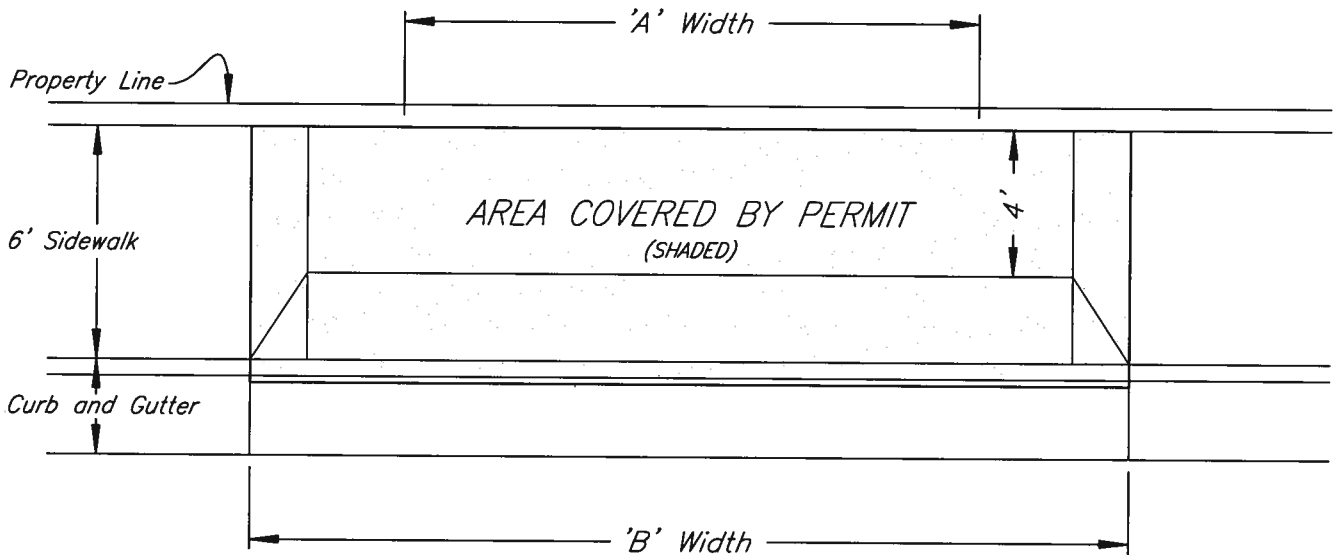 'A' Width
Property Line
AREA COVERED BY PERMIT
(SHADED)
4'
6' Sidewalk
Curb and Gutter
'B' Width